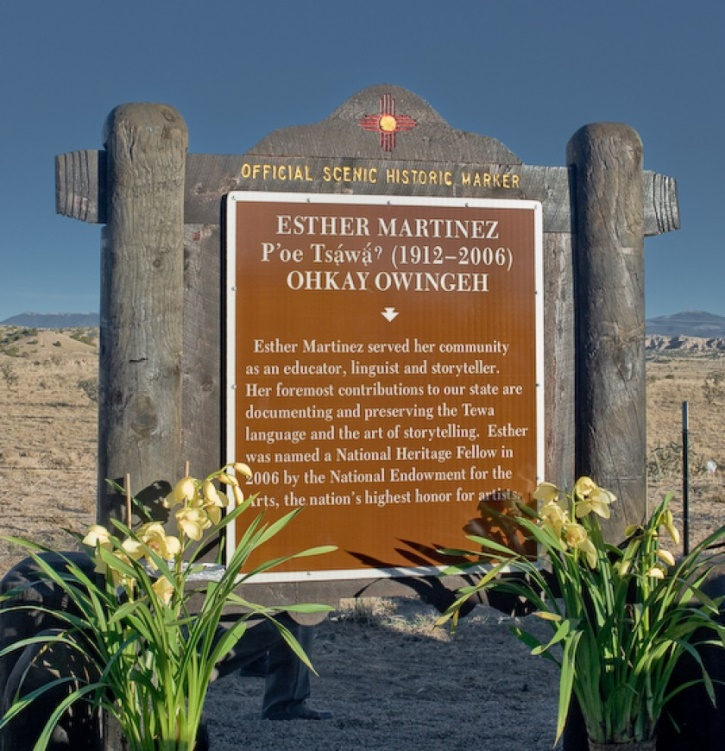 OFFICIAL SCENIC HISTORIC MARKER
ESTHER MARTINEZ
P'oe Tsą́wą̈́ʔ (1912–2006)
OHKAY OWINGEH
Esther Martinez served her community
as an educator, linguist and storyteller.
Her foremost contributions to our state are
documenting and preserving the Tewa
language and the art of storytelling. Esther
was named a National Heritage Fellow in
2006 by the National Endowment for the
Arts, the nation's highest honor for artists.